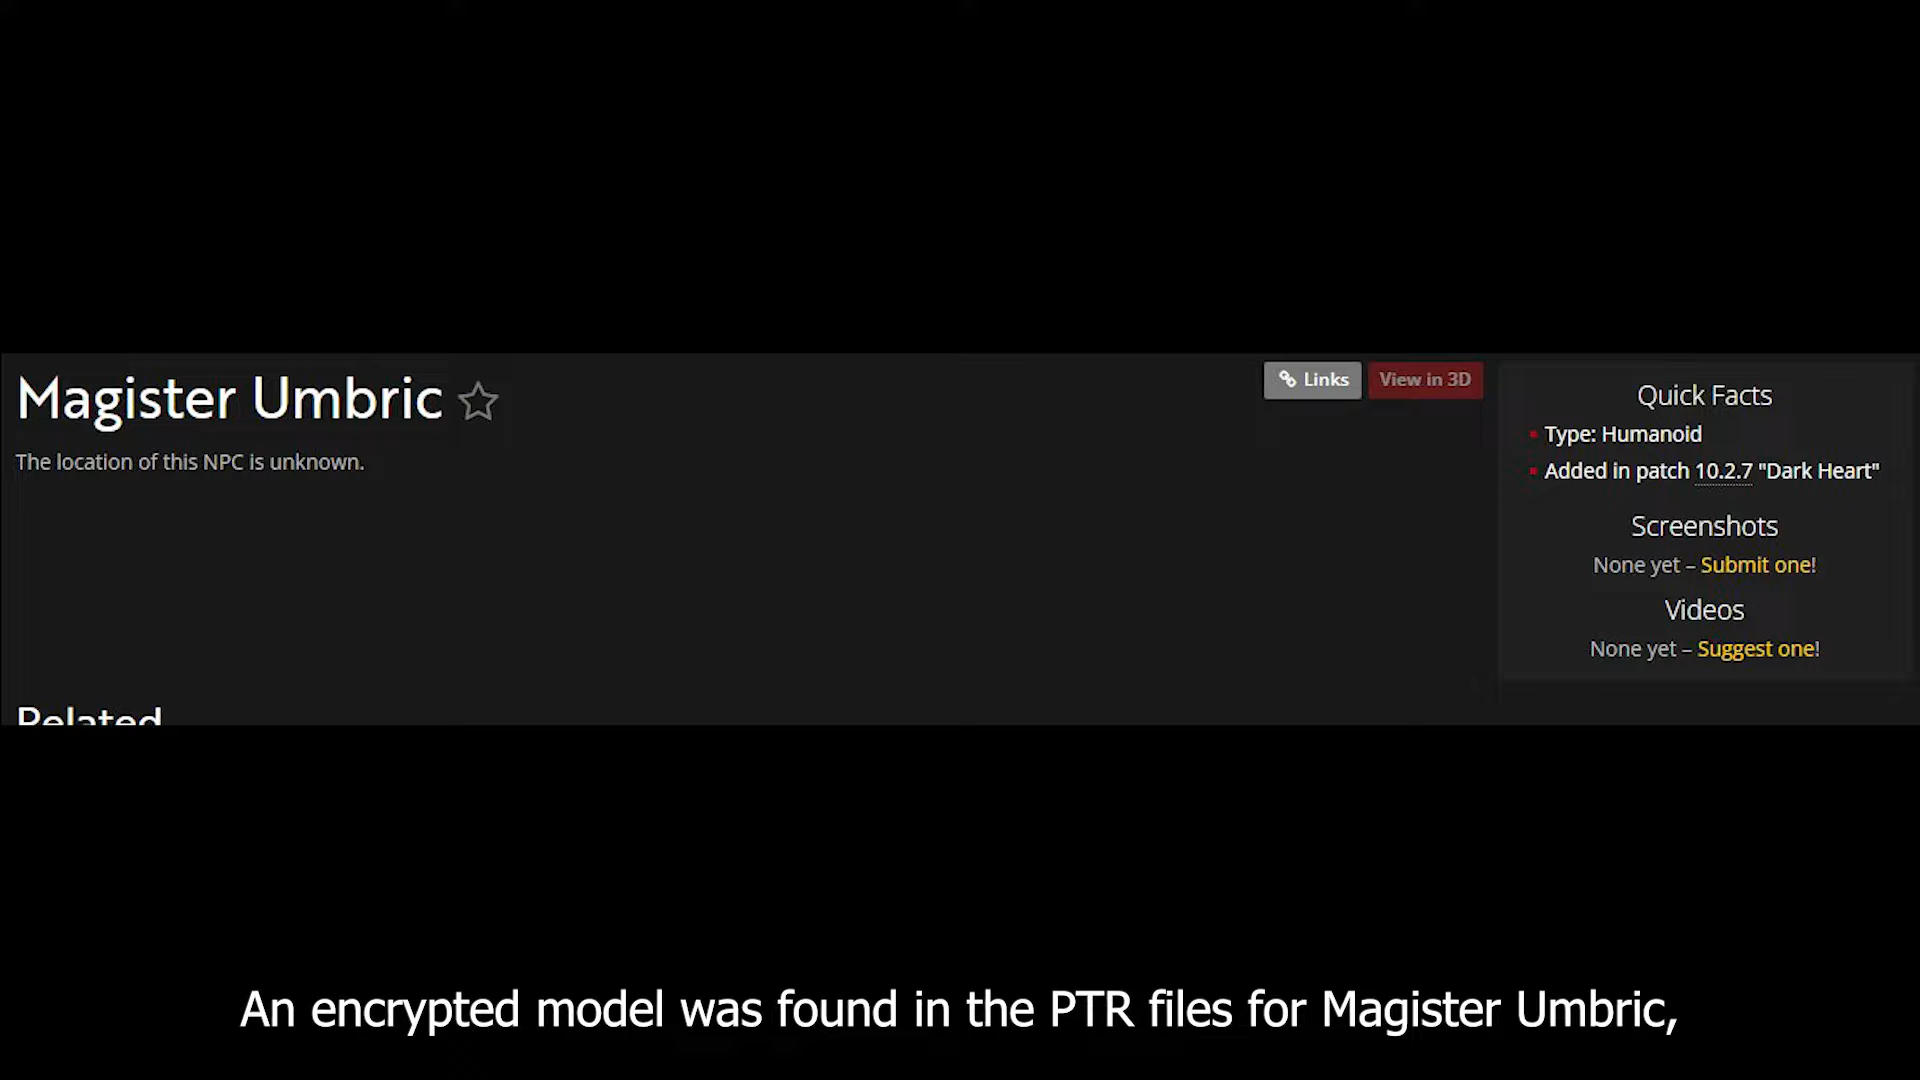 Magister Umbric
Links
View in 3D
The location of this NPC is unknown.
Quick Facts
Type: Humanoid
Added in patch 10.2.7 "Dark Heart"
Screenshots
None yet – Submit one!
Videos
None yet – Suggest one!
Related
An encrypted model was found in the PTR files for Magister Umbric,